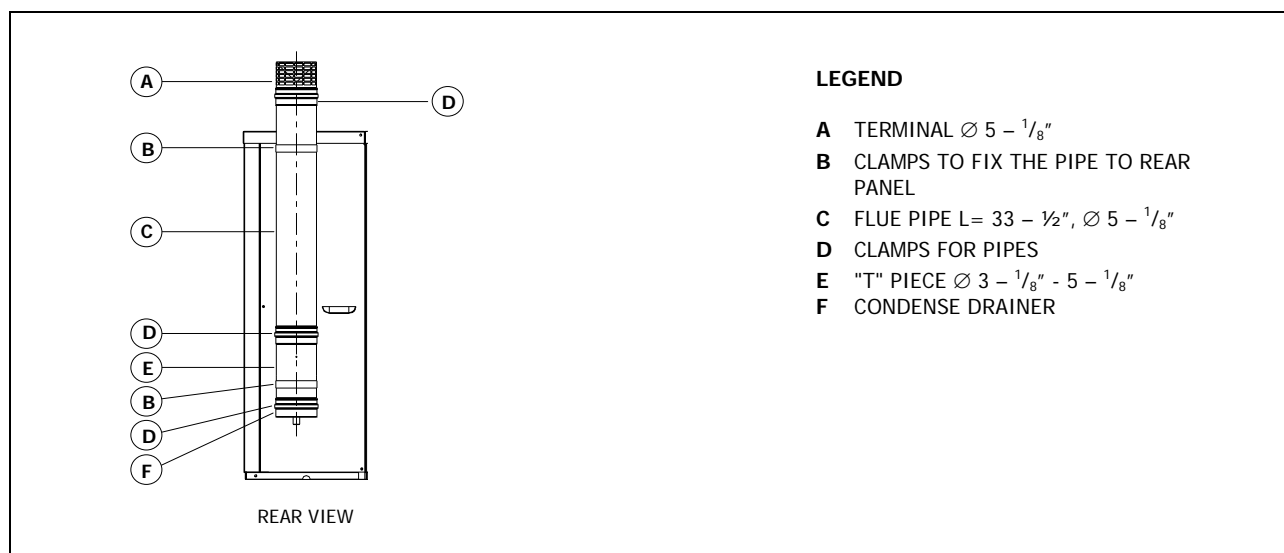 A
D
B
C
D
E
B
D
F
REAR VIEW
LEGEND
A TERMINAL ∅ 5 – 1/8"
B CLAMPS TO FIX THE PIPE TO REAR
PANEL
C FLUE PIPE L= 33 – ½", ∅ 5 – 1/8"
D CLAMPS FOR PIPES
E "T" PIECE ∅ 3 – 1/8" - 5 – 1/8"
F CONDENSE DRAINER